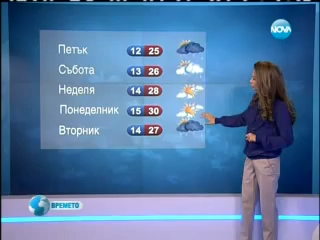 NOVA
Петък 12 25
Събота 13 26
Неделя 14 28
Понеделник 15 30
Вторник 14 27
ВРЕМЕТО